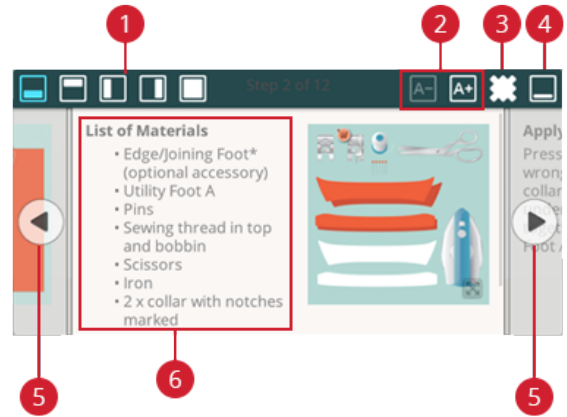 1
2
3
4
Step 2 of 12
A-
A+
List of Materials
• Edge/Joining Foot*
(optional accessory)
• Utility Foot A
• Pins
• Sewing thread in top
and bobbin
• Scissors
• Iron
• 2 x collar with notches
marked
Apply
Press
wrong
collar
under
Foot A
5
6
5